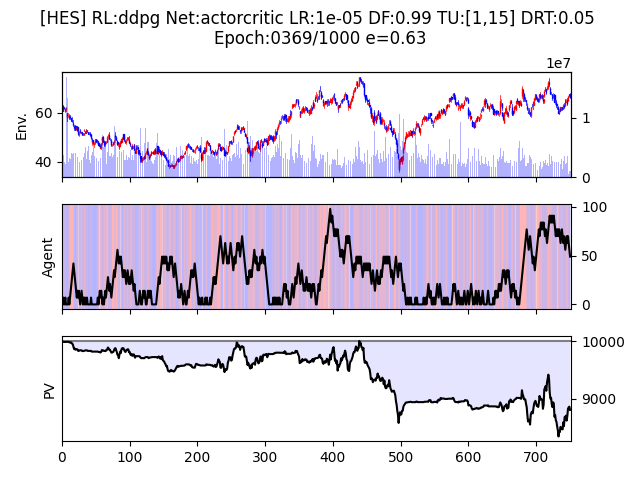 [HES] RL:ddpg Net:actorcritic LR:1e-05 DF:0.99 TU:[1,15] DRT:0.05
Epoch:0369/1000 e=0.63
1e7
Env.
60
40
1
0
Agent
100
50
0
PV
10000
9000
0 100 200 300 400 500 600 700